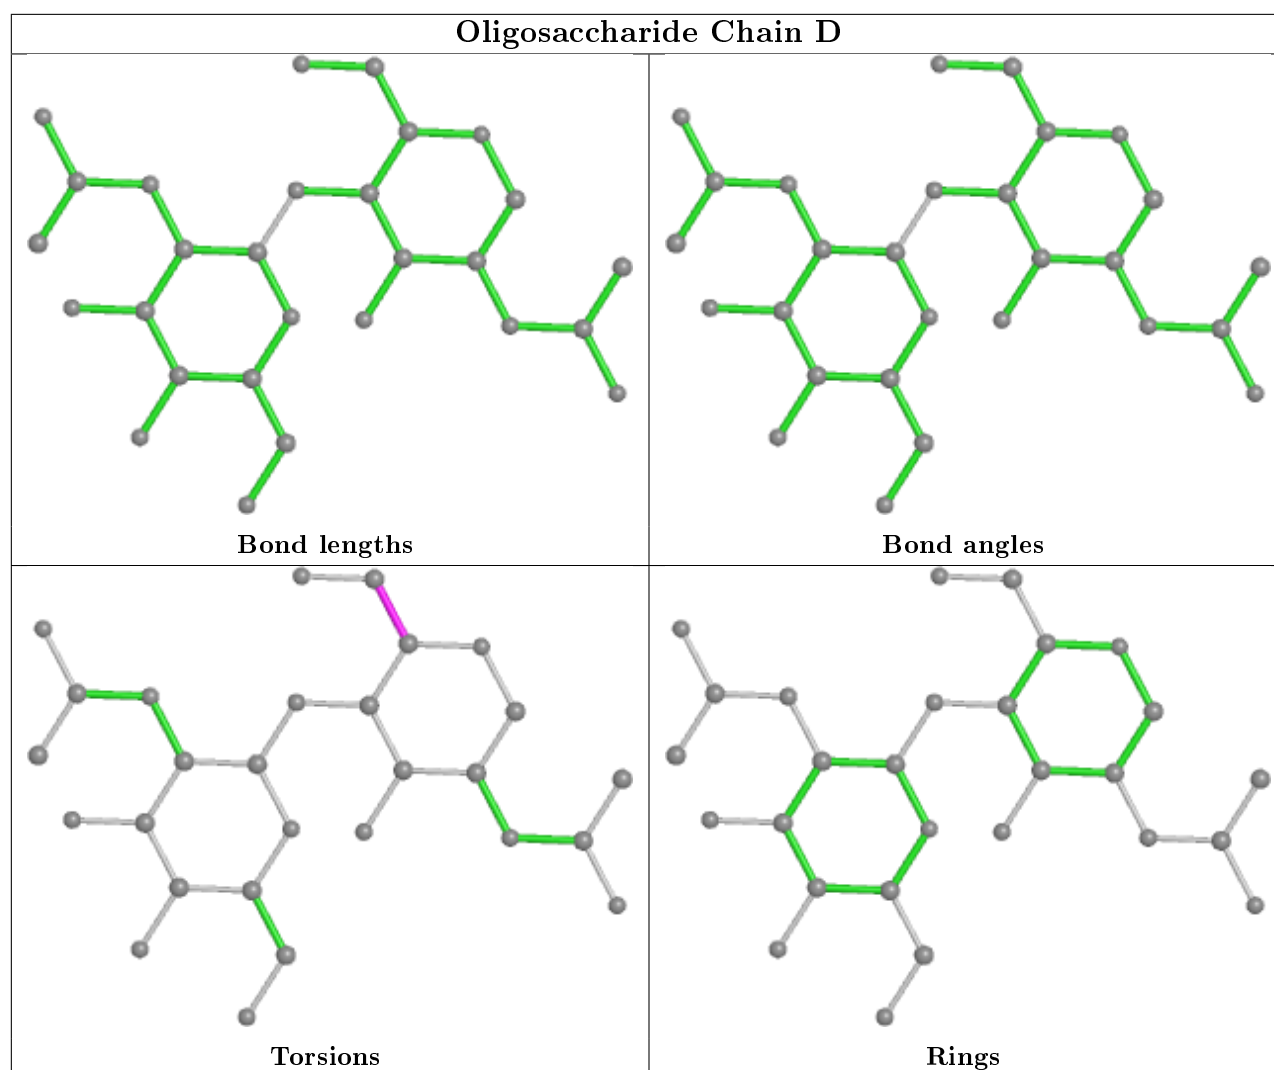 Oligosaccharide Chain D
Bond lengths
Bond angles
Torsions
Rings